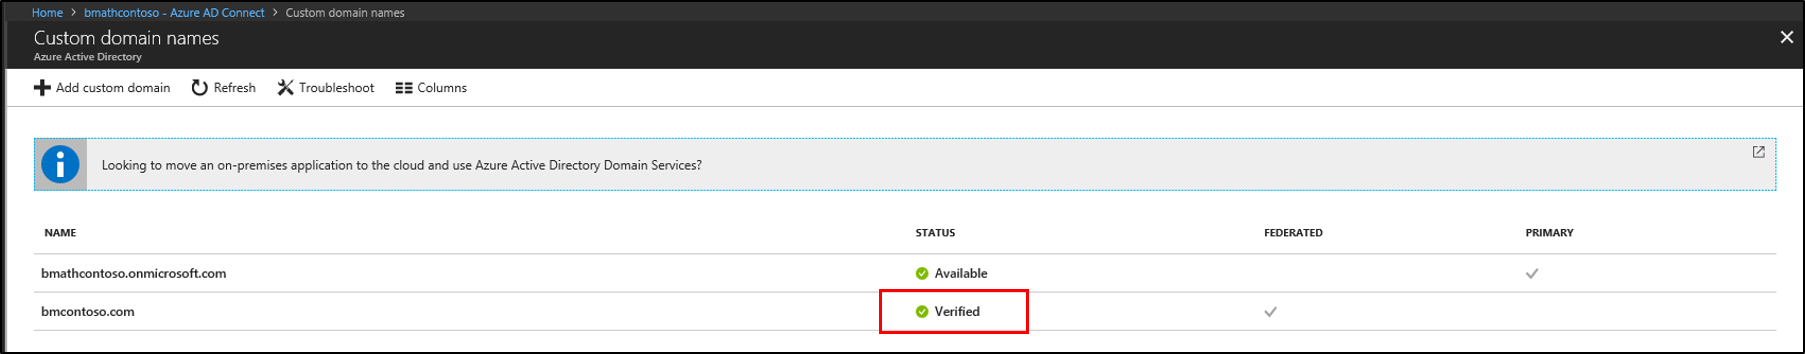 Home > bmathcontoso - Azure AD Connect > Custom domain names
Custom domain names
Azure Active Directory
Add custom domain Refresh Troubleshoot Columns
Looking to move an on-premises application to the cloud and use Azure Active Directory Domain Services?
NAME STATUS FEDERATED PRIMARY
bmathcontoso.onmicrosoft.com Available
bmcontoso.com Verified